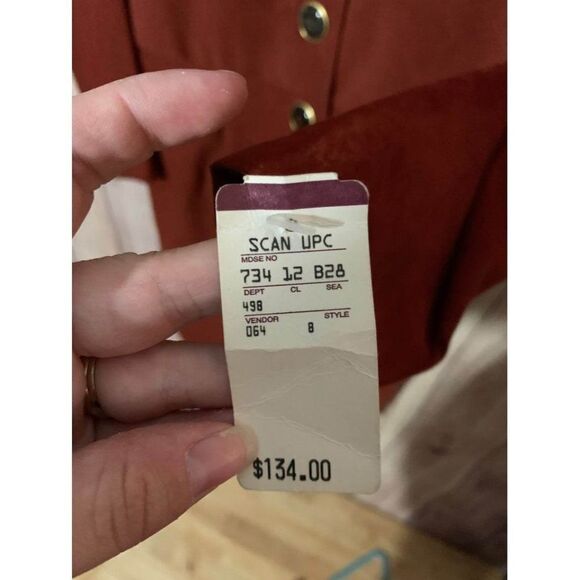 SCAN UPC
MDSE NO
734 12 B28
DEPT CL SEA
498
VENDOR STYLE
064 8
$134.00